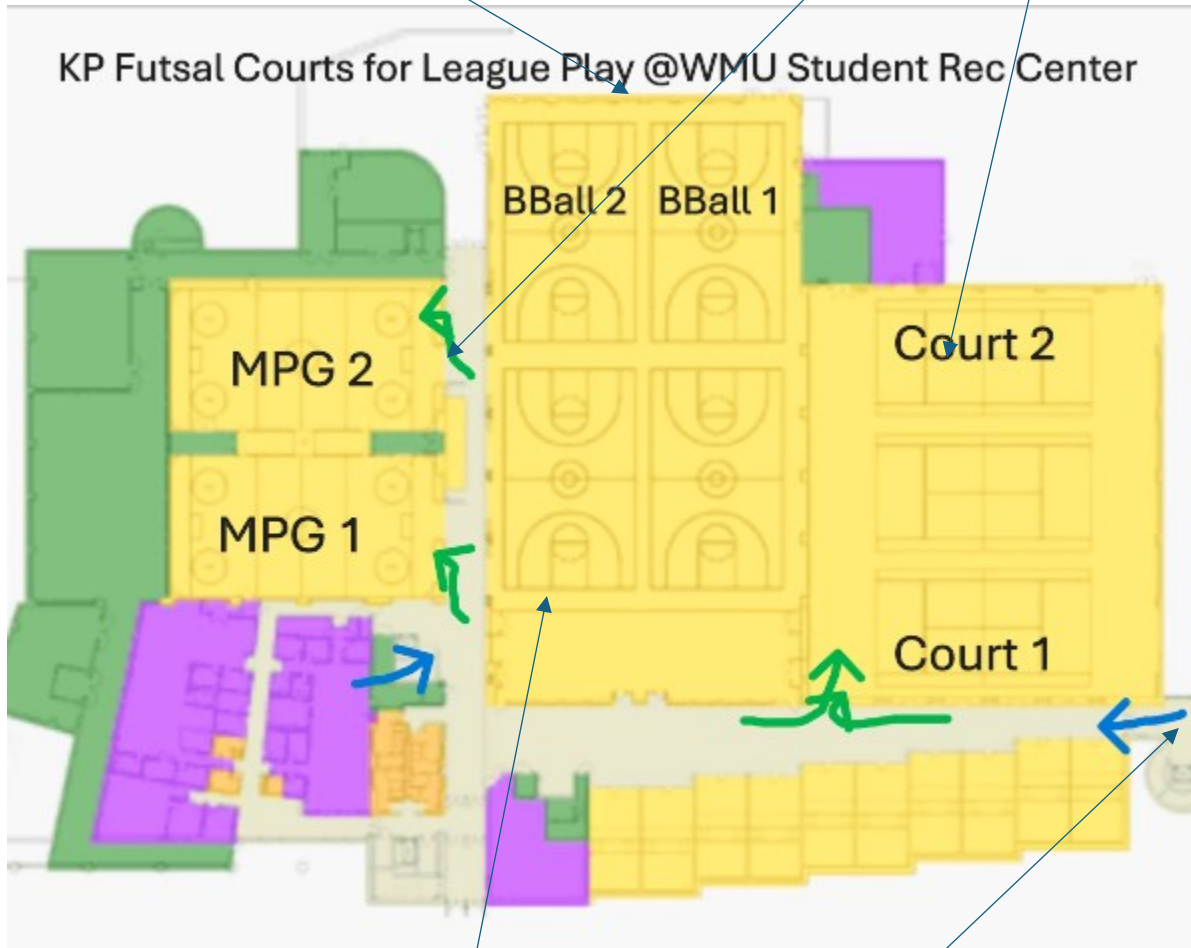 KP Futsal Courts for League Play @WMU Student Rec Center
BBall 2 BBall 1
MPG 2
Court 2
MPG 1
Court 1